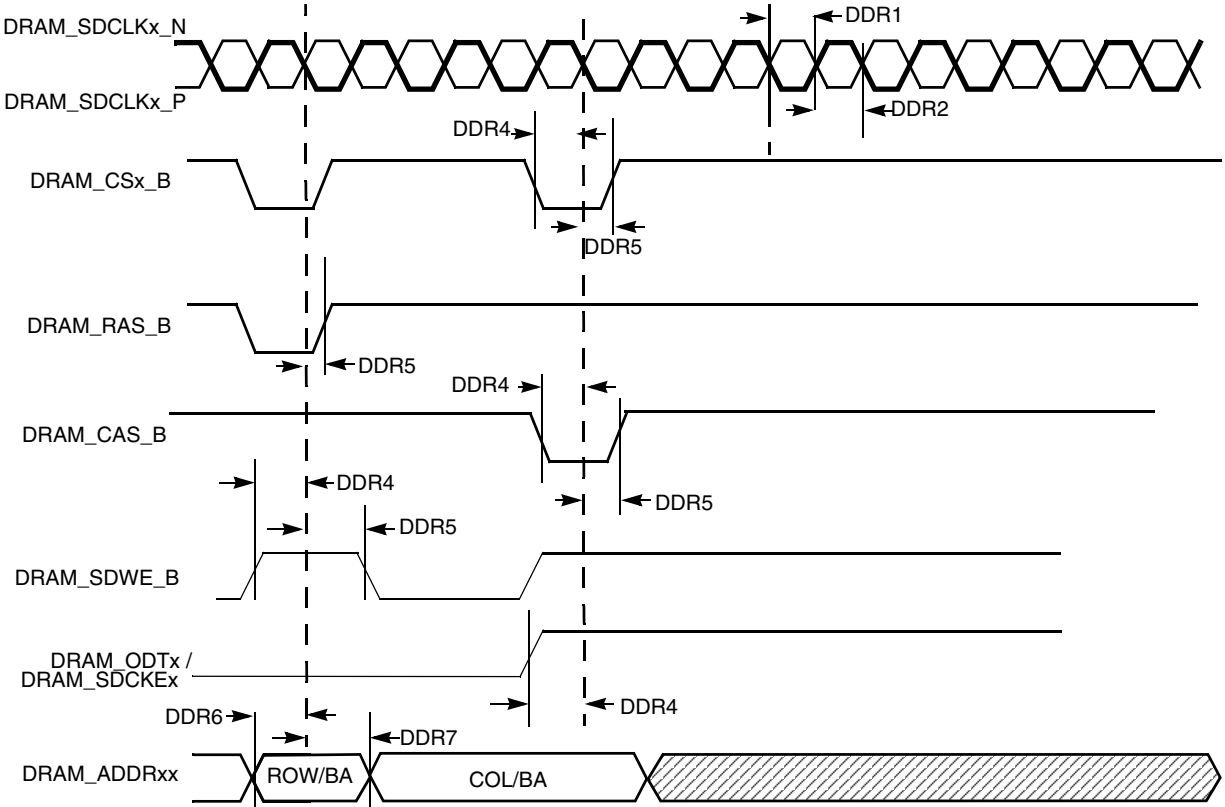 DRAM_SDCLKx_N
DDR1
DRAM_SDCLKx_P
DDR2
DDR4
DRAM_CSx_B
DDR5
DRAM_RAS_B
DDR5
DDR4
DRAM_CAS_B
DDR4
DDR5
DDR5
DRAM_SDWE_B
DRAM_ODTx /
DRAM_SDCKEx
DDR4
DDR6
DDR7
DRAM_ADDRxx
ROW/BA
COL/BA